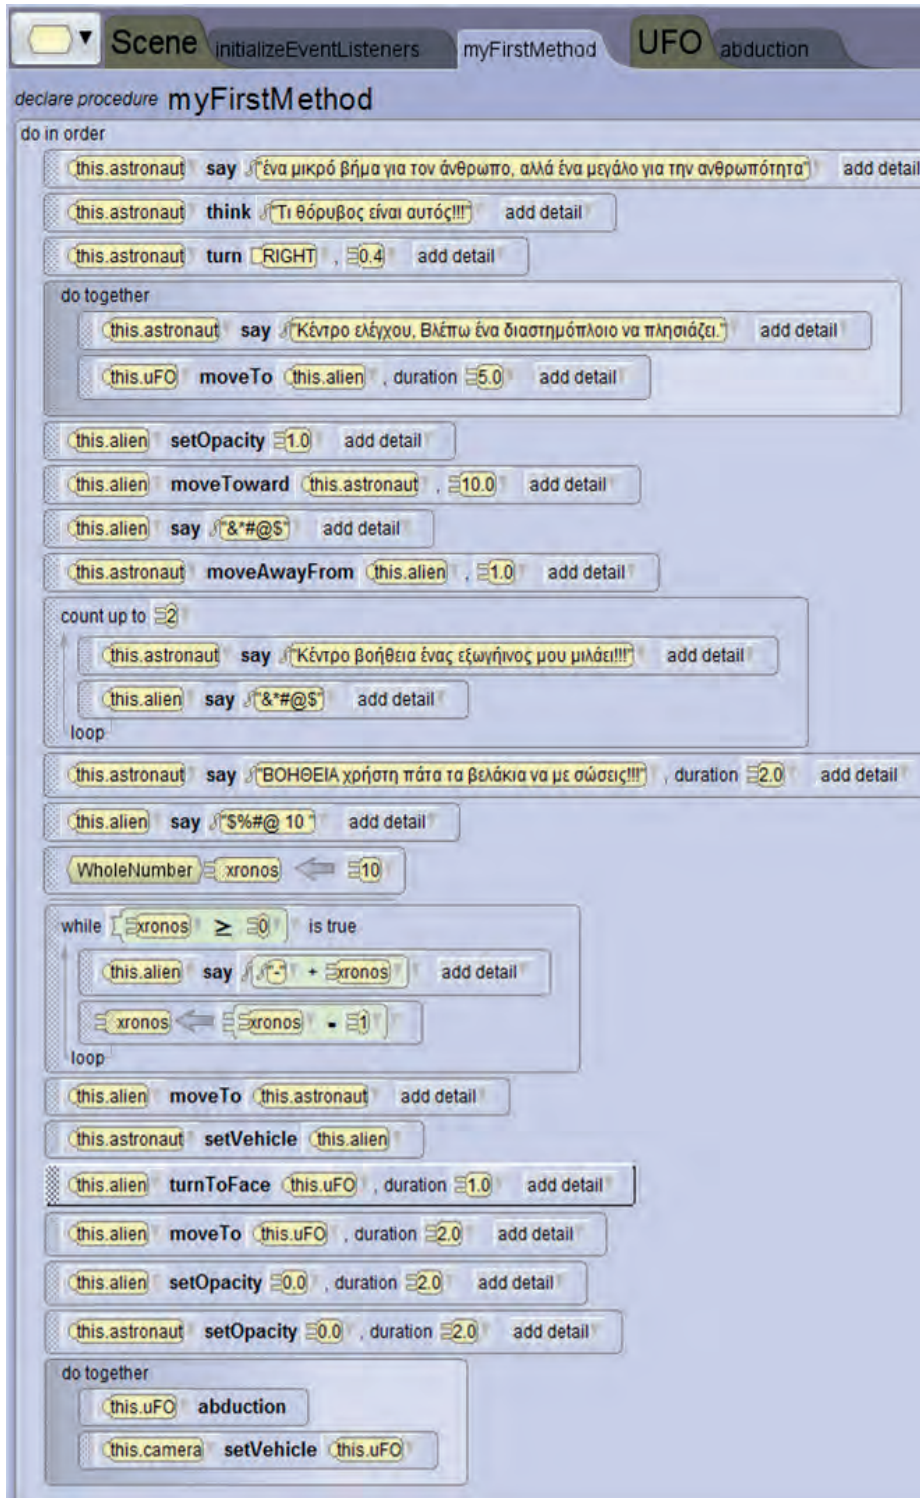 Scene initializeEventListeners myFirstMethod UFO abduction
declare procedure myFirstMethod
do in order
this.astronaut say "ένα μικρό βήμα για τον άνθρωπο, αλλά ένα μεγάλο για την ανθρωπότητα" add detail
this.astronaut think "Τι θόρυβος είναι αυτός!!!" add detail
this.astronaut turn RIGHT , 0.4 add detail
do together
this.astronaut say "Κέντρο ελέγχου, Βλέπω ένα διαστημόπλοιο να πλησιάζει." add detail
this.uFO moveTo this.alien , duration 5.0 add detail
this.alien setOpacity 1.0 add detail
this.alien moveToward this.astronaut , 10.0 add detail
this.alien say "&*#@$" add detail
this.astronaut moveAwayFrom this.alien , 1.0 add detail
count up to 2
this.astronaut say "Κέντρο βοήθεια ένας εξωγήινος μου μιλάει!!!" add detail
this.alien say "&*#@$" add detail
loop
this.astronaut say "ΒΟΗΘΕΙΑ χρήστη πάτα τα βελάκια να με σώσεις!!!" , duration 2.0 add detail
this.alien say "$%#@ 10 " add detail
WholeNumber xronos ⇐ 10
while xronos ≥ 0 is true
this.alien say "-" + xronos add detail
xronos ⇐ xronos - 1
loop
this.alien moveTo this.astronaut add detail
this.astronaut setVehicle this.alien
this.alien turnToFace this.uFO , duration 1.0 add detail
this.alien moveTo this.uFO , duration 2.0 add detail
this.alien setOpacity 0.0 , duration 2.0 add detail
this.astronaut setOpacity 0.0 , duration 2.0 add detail
do together
this.uFO abduction
this.camera setVehicle this.uFO